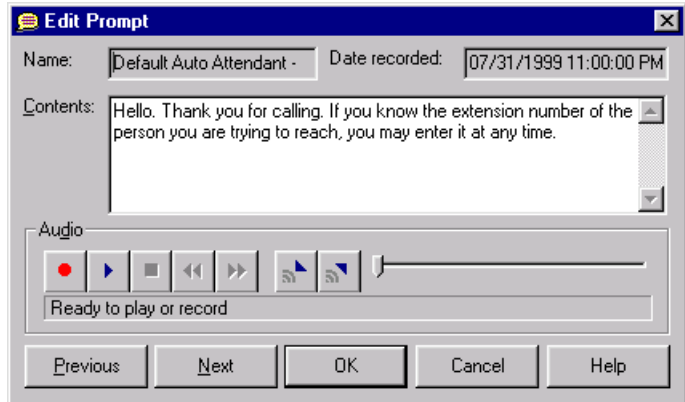 Edit Prompt
Name: Default Auto Attendant - Date recorded: 07/31/1999 11:00:00 PM
Contents: Hello. Thank you for calling. If you know the extension number of the
person you are trying to reach, you may enter it at any time.
Audio
Ready to play or record
Previous Next OK Cancel Help